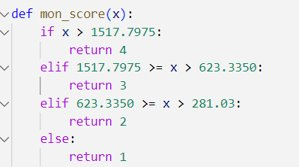 def mon_score(x):
    if x > 1517.7975:
        return 4
    elif 1517.7975 >= x > 623.3350:
        return 3
    elif 623.3350 >= x > 281.03:
        return 2
    else:
        return 1